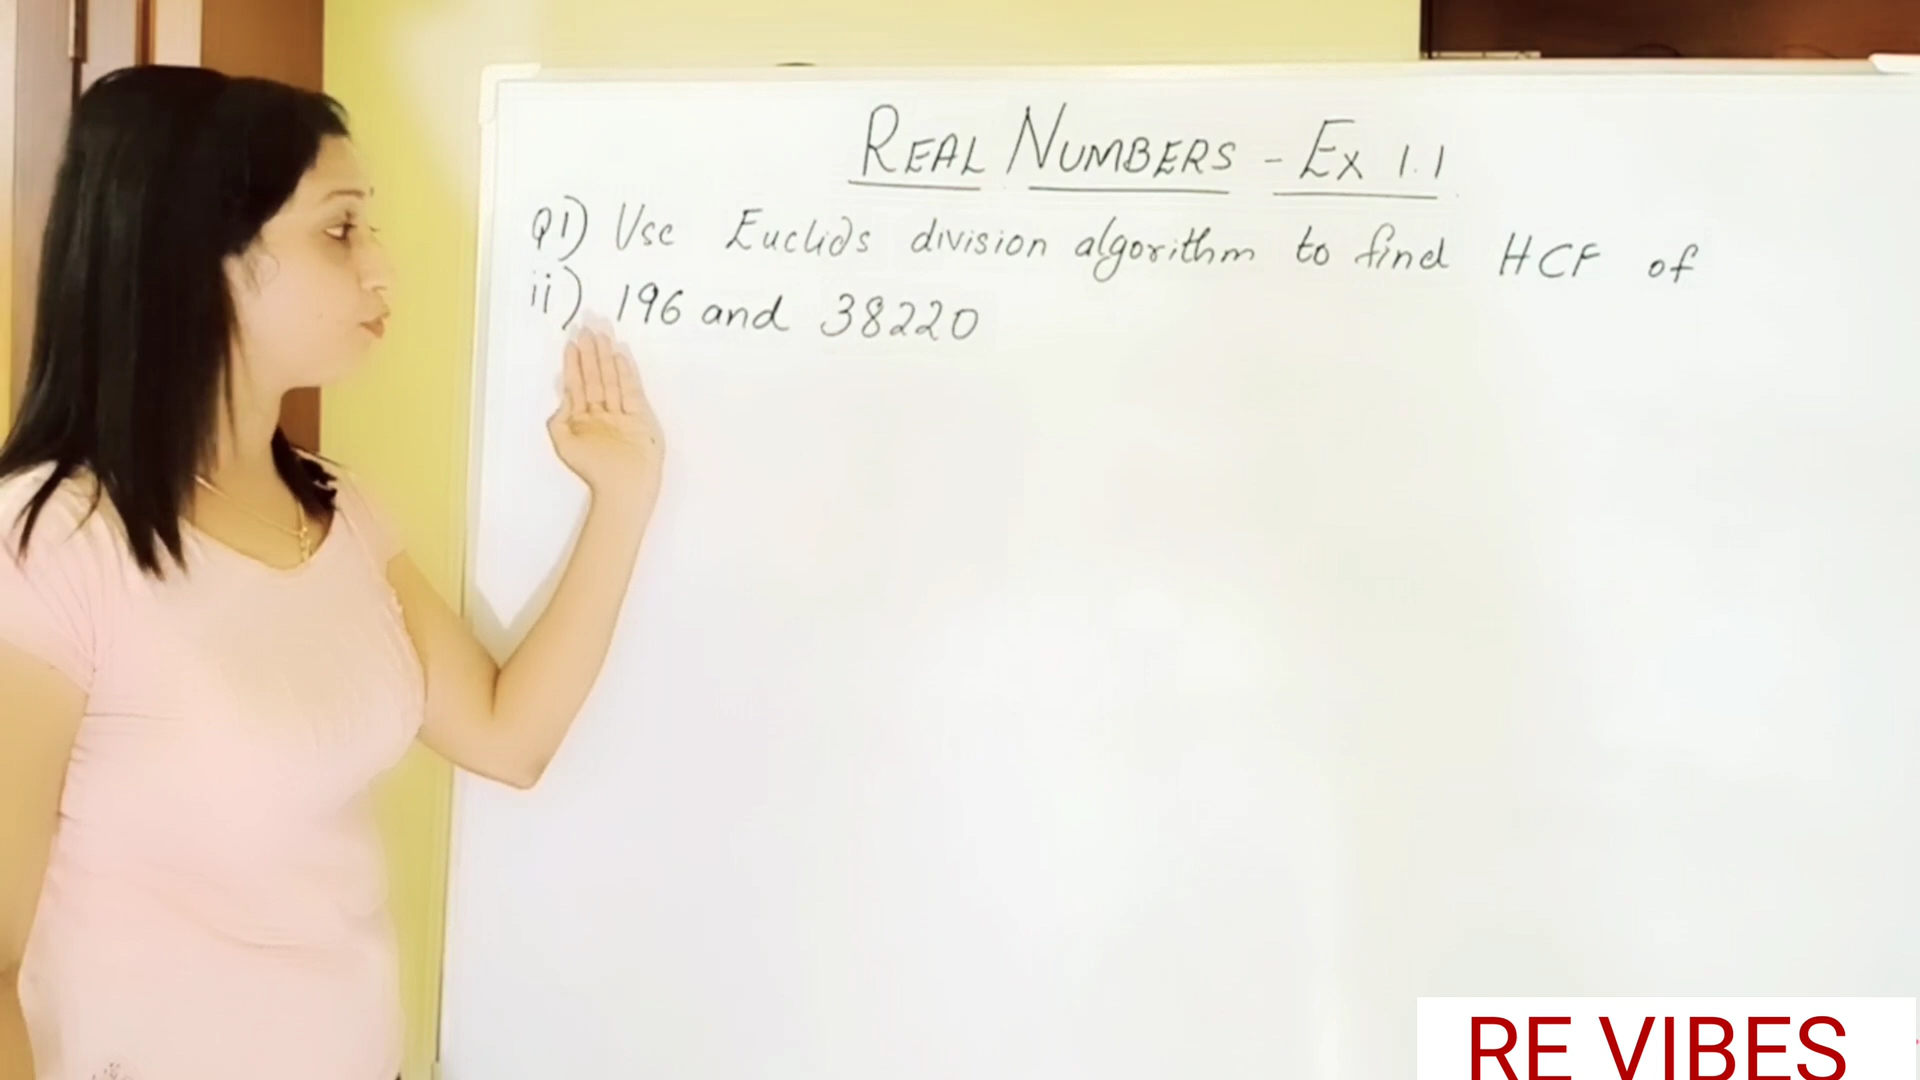 REAL NUMBERS - Ex 1.1
Q1) Use Euclids division algorithm to find HCF of
ii) 196 and 38220
RE VIBES